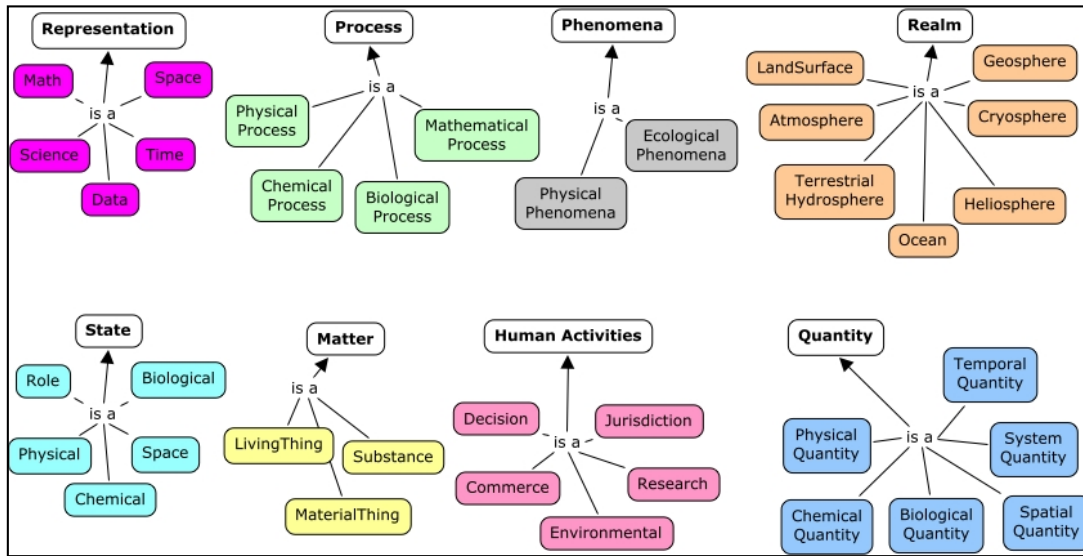 Representation
Math
Space
is a
Science
Time
Data
Process
is a
Physical
Process
Mathematical
Process
Chemical
Process
Biological
Process
Phenomena
is a
Ecological
Phenomena
Physical
Phenomena
Realm
LandSurface
Geosphere
is a
Atmosphere
Cryosphere
Terrestrial
Hydrosphere
Heliosphere
Ocean
State
Role
Biological
is a
Physical
Space
Chemical
Matter
is a
LivingThing
Substance
MaterialThing
Human Activities
Decision
Jurisdiction
is a
Commerce
Research
Environmental
Quantity
Temporal
Quantity
Physical
Quantity
is a
System
Quantity
Chemical
Quantity
Biological
Quantity
Spatial
Quantity